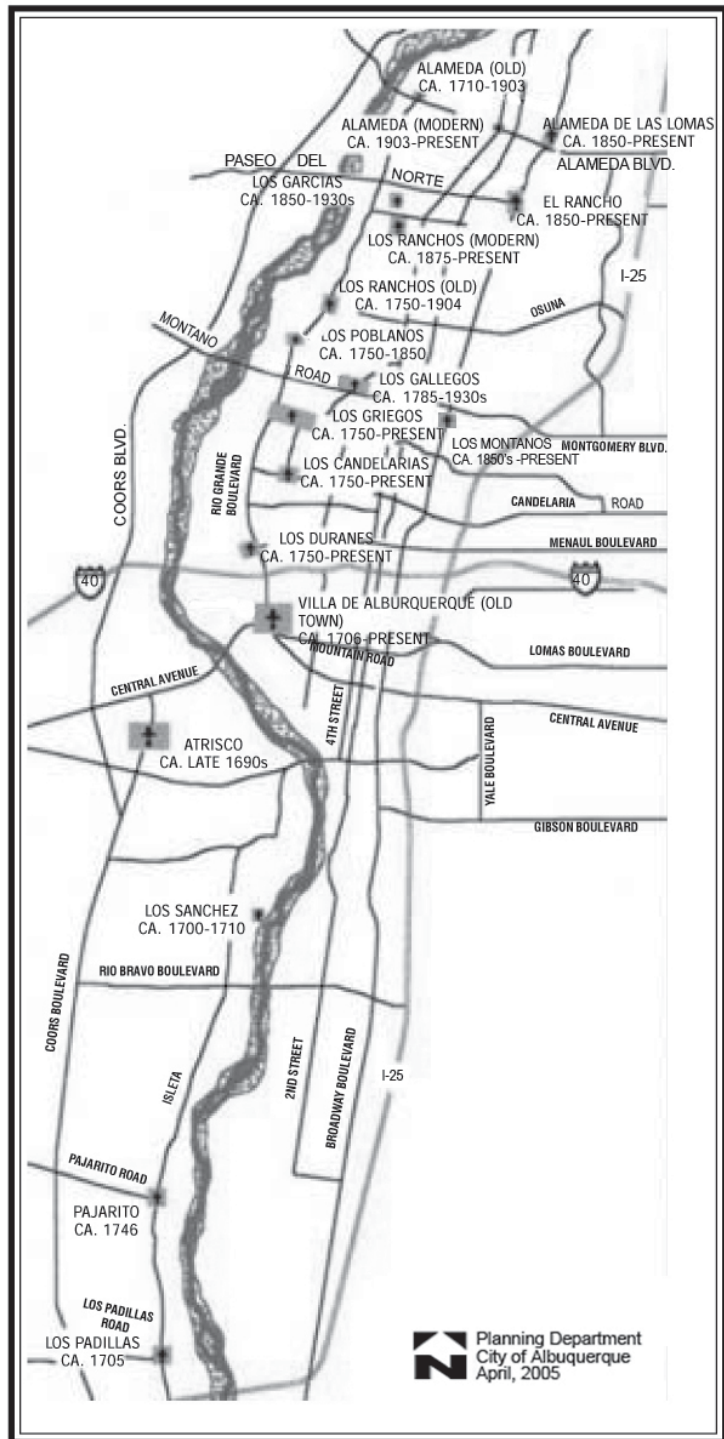 ALAMEDA (OLD)
CA. 1710-1903
ALAMEDA (MODERN)
CA. 1903-PRESENT
ALAMEDA DE LAS LOMAS
CA. 1850-PRESENT
ALAMEDA BLVD.
PASEO DEL
NORTE
LOS GARCIAS
CA. 1850-1930s
EL RANCHO
CA. 1850-PRESENT
LOS RANCHOS (MODERN)
CA. 1875-PRESENT
I-25
LOS RANCHOS (OLD)
CA. 1750-1904
OSUNA
MONTANO
ROAD
LOS POBLANOS
CA. 1750-1850
LOS GALLEGOS
CA. 1785-1930s
LOS GRIEGOS
CA. 1750-PRESENT
LOS MONTANOS
CA. 1850's -PRESENT
MONTGOMERY BLVD.
COORS BLVD.
RIO GRANDE
BOULEVARD
LOS CANDELARIAS
CA. 1750-PRESENT
CANDELARIA ROAD
LOS DURANES
CA. 1750-PRESENT
MENAUL BOULEVARD
40
40
VILLA DE ALBURQUERQUE (OLD
TOWN)
CA. 1706-PRESENT
MOUNTAIN ROAD
LOMAS BOULEVARD
CENTRAL AVENUE
4TH STREET
CENTRAL AVENUE
YALE BOULEVARD
ATRISCO
CA. LATE 1690s
GIBSON BOULEVARD
LOS SANCHEZ
CA. 1700-1710
RIO BRAVO BOULEVARD
COORS BOULEVARD
ISLETA
2ND STREET
BROADWAY BOULEVARD
I-25
PAJARITO ROAD
PAJARITO
CA. 1746
LOS PADILLAS
ROAD
LOS PADILLAS
CA. 1705
Planning Department
City of Albuquerque
April, 2005